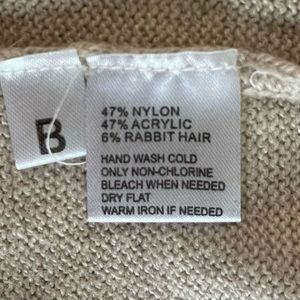 B
47% NYLON
47% ACRYLIC
6% RABBIT HAIR
HAND WASH COLD
ONLY NON-CHLORINE
BLEACH WHEN NEEDED
DRY FLAT
WARM IRON IF NEEDED